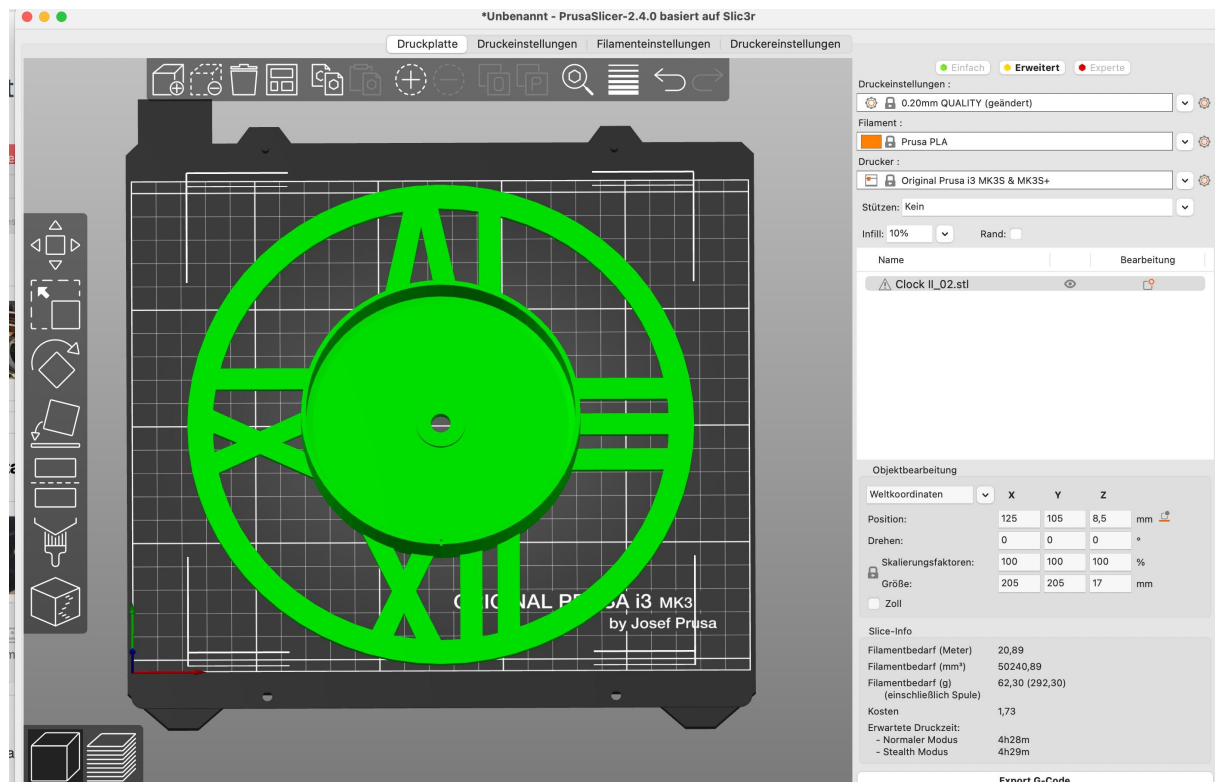 *Unbenannt - PrusaSlicer-2.4.0 basiert auf Slic3r
Druckplatte Druckeinstellungen Filamenteinstellungen Druckereinstellungen
Einfach Erweitert Experte
Druckeinstellungen :
0.20mm QUALITY (geändert)
Filament :
Prusa PLA
Drucker :
Original Prusa i3 MK3S & MK3S+
Stützen: Kein
Infill: 10% Rand:
Name Bearbeitung
Clock II_02.stl
Objektbearbeitung
Weltkoordinaten X Y Z
Position: 125 105 8,5 mm
Drehen: 0 0 0 °
Skalierungsfaktoren: 100 100 100 %
Größe: 205 205 17 mm
Zoll
Slice-Info
Filamentbedarf (Meter) 20,89
Filamentbedarf (mm³) 50240,89
Filamentbedarf (g) 62,30 (292,30)
(einschließlich Spule)
Kosten 1,73
Erwartete Druckzeit:
- Normaler Modus 4h28m
- Stealth Modus 4h29m
Export G-Code
ORIGINAL PRUSA i3 MK3
by Josef Prusa